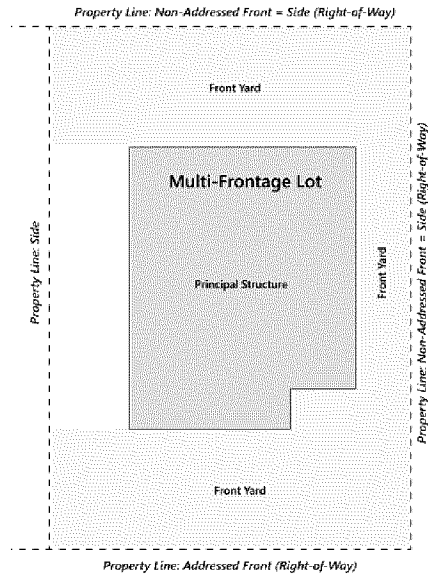 Property Line: Non-Addressed Front = Side (Right-of-Way)
Front Yard
Multi-Frontage Lot
Property Line: Side
Principal Structure
Front Yard
Property Line: Non-Addressed Front = Side (Right-of-Way)
Front Yard
Property Line: Addressed Front (Right-of-Way)